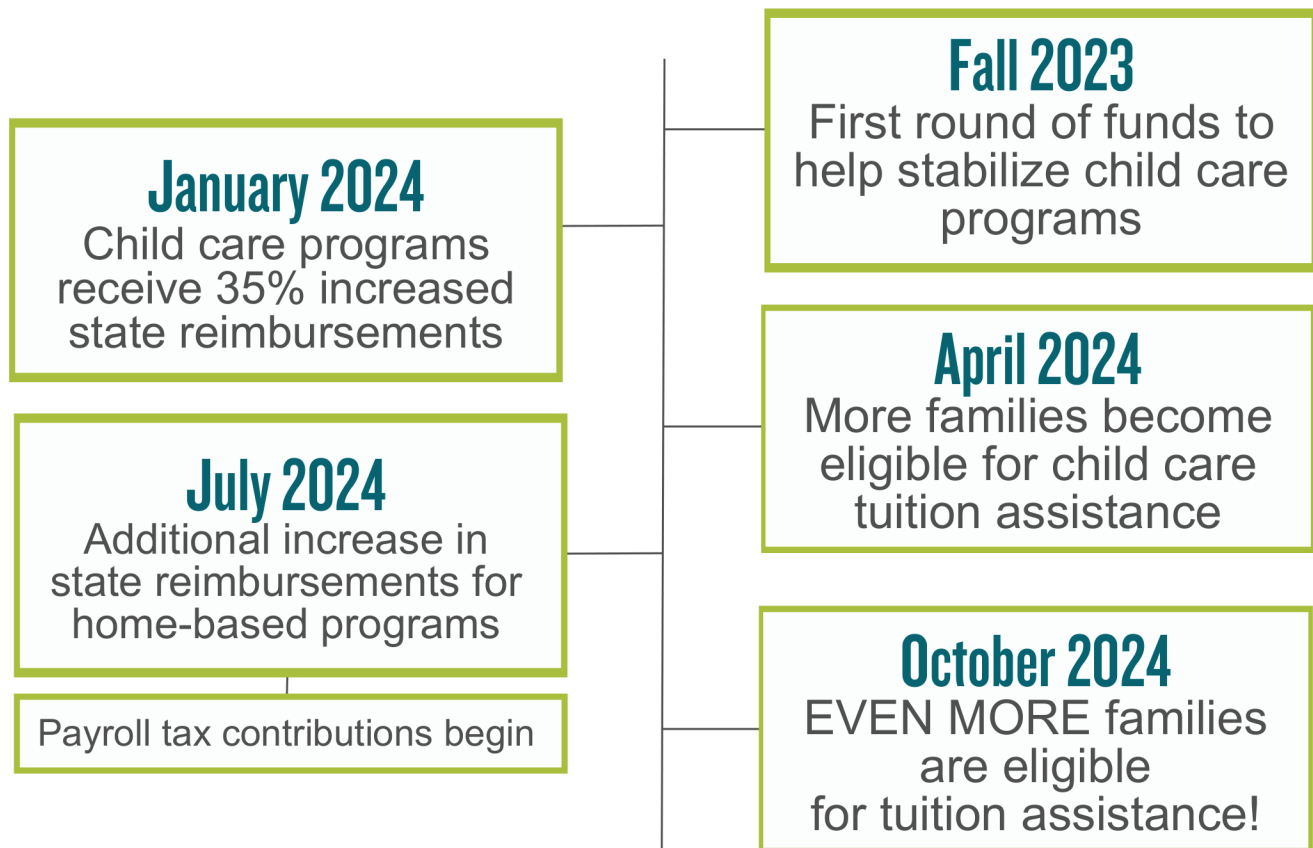 Fall 2023
First round of funds to
help stabilize child care
programs
January 2024
Child care programs
receive 35% increased
state reimbursements
April 2024
More families become
eligible for child care
tuition assistance
July 2024
Additional increase in
state reimbursements for
home-based programs
Payroll tax contributions begin
October 2024
EVEN MORE families
are eligible
for tuition assistance!